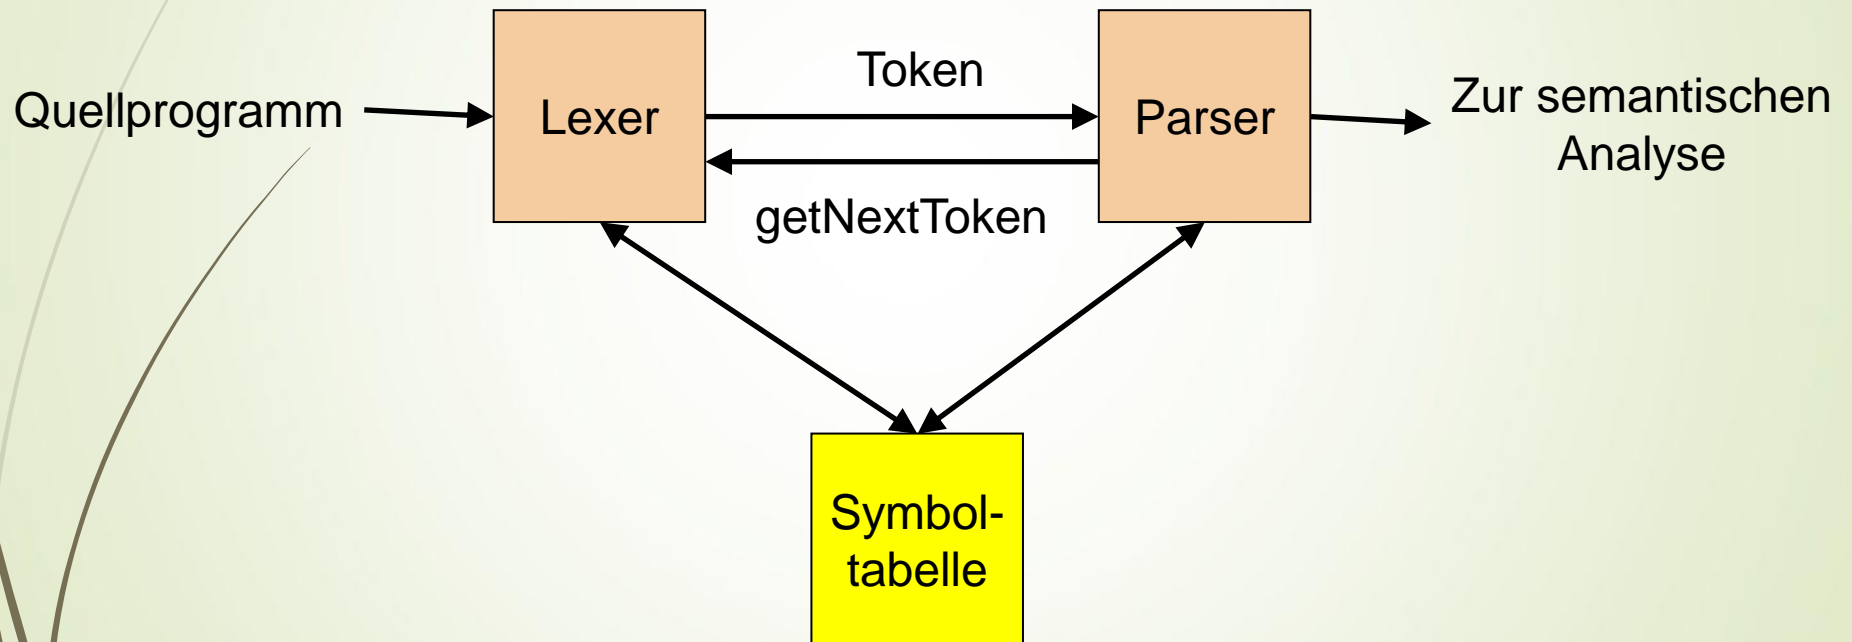 Quellprogramm
Lexer
Token
getNextToken
Parser
Zur semantischen
Analyse
Symbol-
tabelle